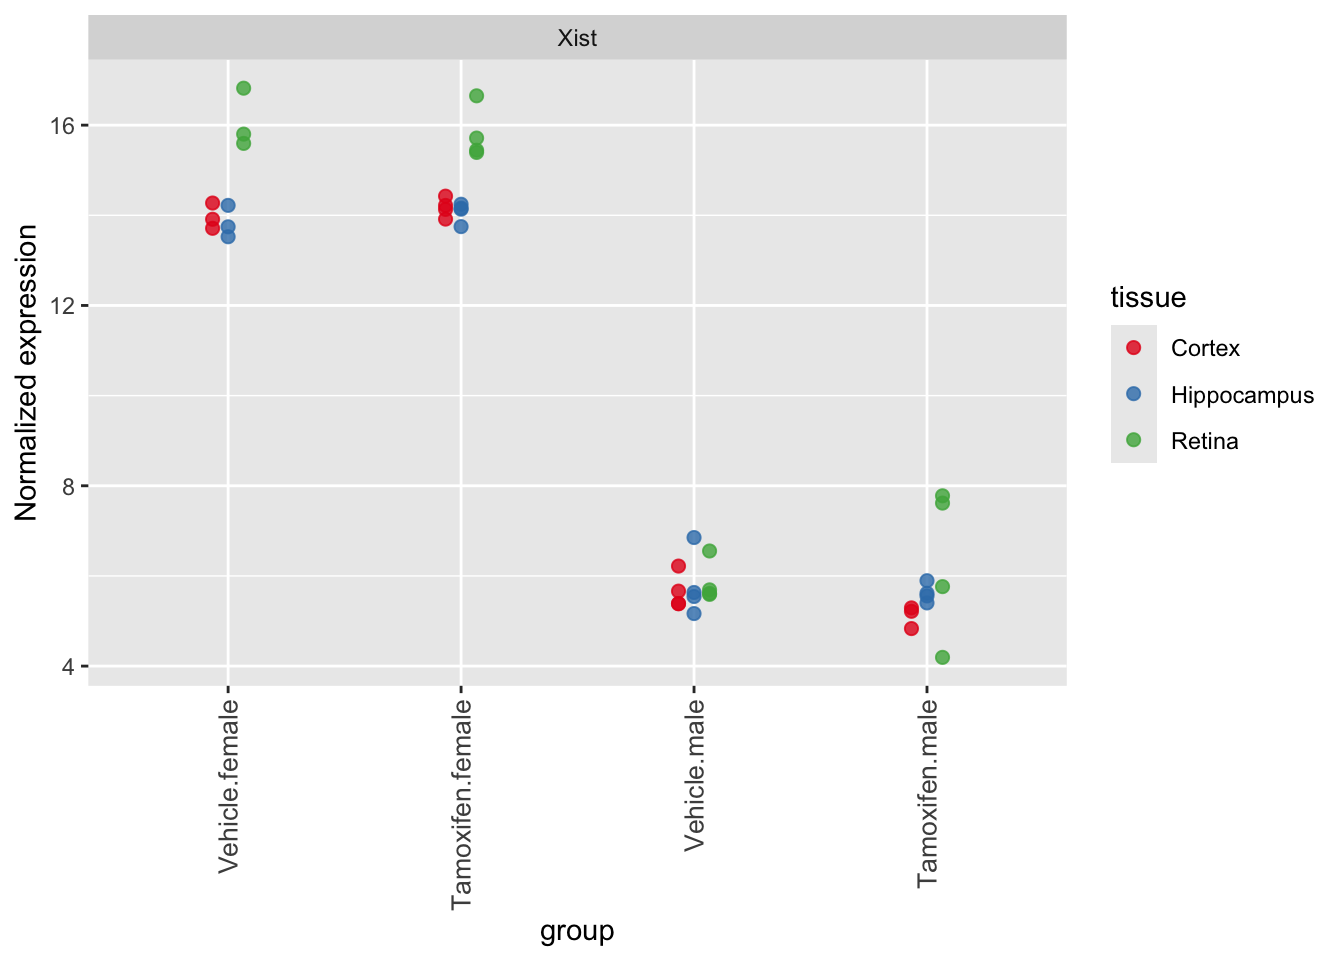 Xist
16
12
8
4
Normalized expression
Vehicle.female
Tamoxifen.female
Vehicle.male
Tamoxifen.male
group
tissue
Cortex
Hippocampus
Retina